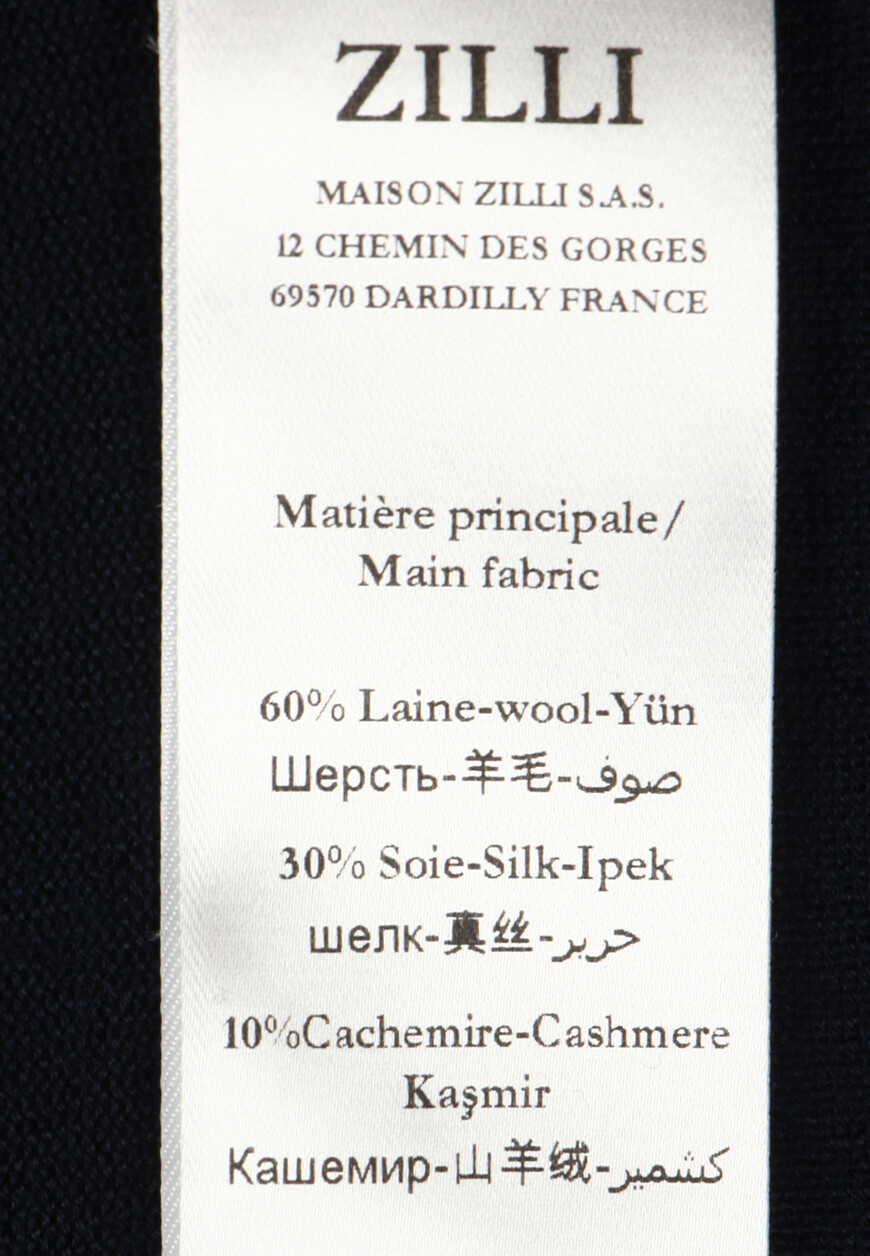 ZILLI
MAISON ZILLI S.A.S.
12 CHEMIN DES GORGES
69570 DARDILLY FRANCE
Matière principale/
Main fabric
60% Laine-wool-Yün
Шерсть-羊毛-صوف
30% Soie-Silk-Ipek
шелк-真丝-حرير
10%Cachemire-Cashmere
Kaşmir
Кашемир-山羊绒-كشمير